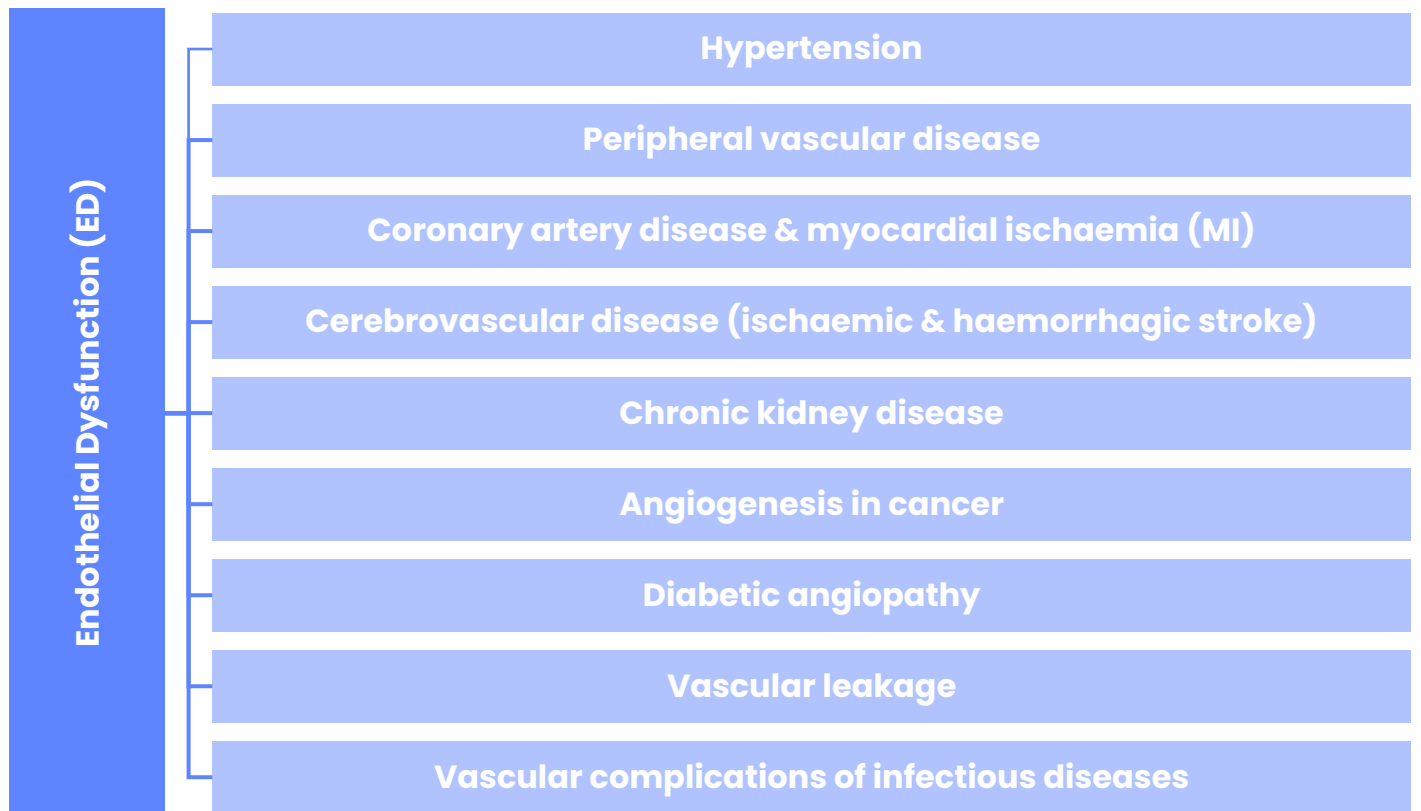 Endothelial Dysfunction (ED)
Hypertension
Peripheral vascular disease
Coronary artery disease & myocardial ischaemia (MI)
Cerebrovascular disease (ischaemic & haemorrhagic stroke)
Chronic kidney disease
Angiogenesis in cancer
Diabetic angiopathy
Vascular leakage
Vascular complications of infectious diseases